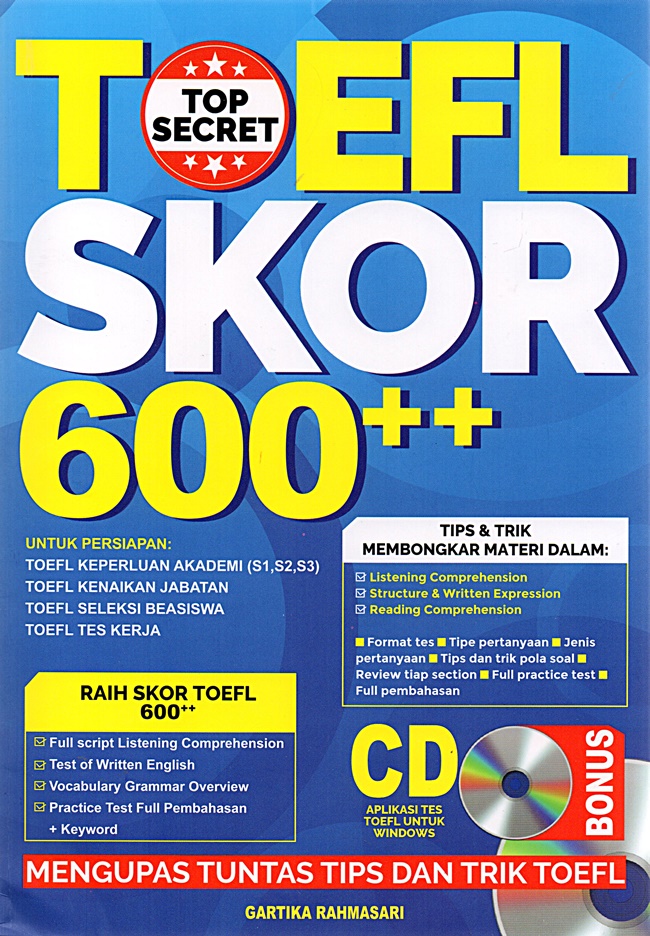 TOEFL
TOP
SECRET
SKOR
600++
UNTUK PERSIAPAN:
TOEFL KEPERLUAN AKADEMI (S1,S2,S3)
TOEFL KENAIKAN JABATAN
TOEFL SELEKSI BEASISWA
TOEFL TES KERJA
TIPS & TRIK
MEMBONGKAR MATERI DALAM:
Listening Comprehension
Structure & Written Expression
Reading Comprehension
■ Format tes ■ Tipe pertanyaan ■ Jenis
pertanyaan ■ Tips dan trik pola soal ■
Review tiap section ■ Full practice test ■
Full pembahasan
RAIH SKOR TOEFL
600++
Full script Listening Comprehension
Test of Written English
Vocabulary Grammar Overview
Practice Test Full Pembahasan
+ Keyword
CD
APLIKASI TES
TOEFL UNTUK
WINDOWS
BONUS
MENGUPAS TUNTAS TIPS DAN TRIK TOEFL
GARTIKA RAHMASARI